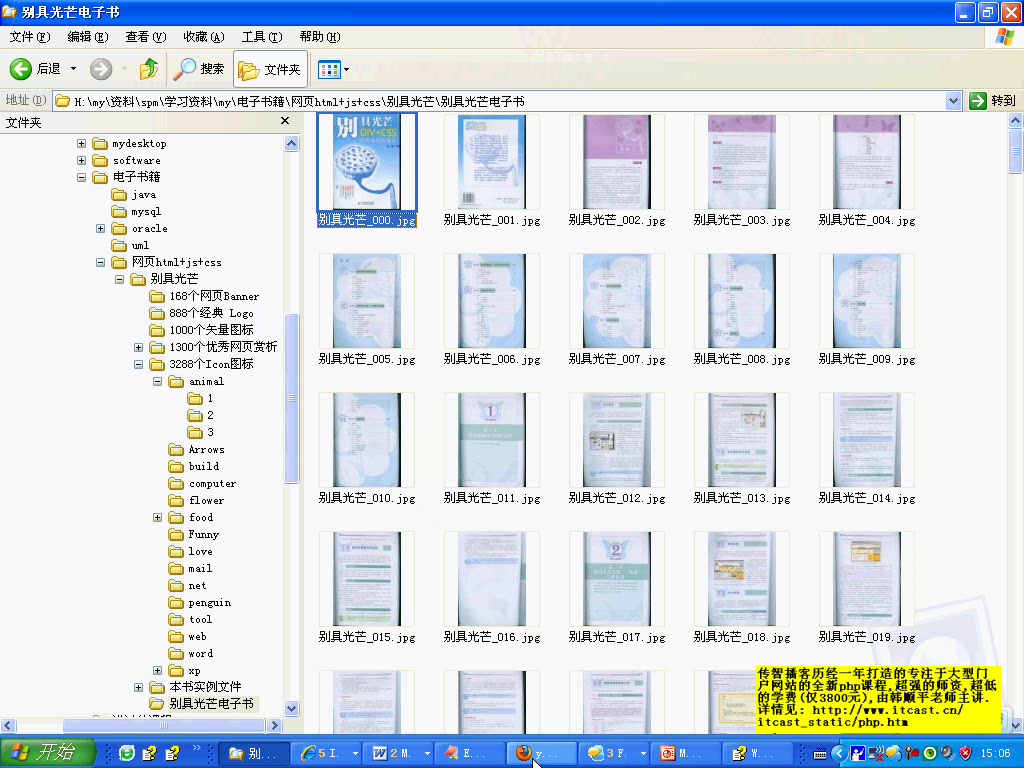 别具光芒电子书
文件(F) 编辑(E) 查看(V) 收藏(A) 工具(T) 帮助(H)
后退 搜索 文件夹
地址(D) H:\my\资料\spm\学习资料\my\电子书籍\网页html+js+css\别具光芒\别具光芒电子书 转到
文件夹
mydesktop
software
电子书籍
java
mysql
oracle
uml
网页html+js+css
别具光芒
168个网页Banner
888个经典 Logo
1000个矢量图标
1300个优秀网页赏析
3288个Icon图标
animal
1
2
3
Arrows
build
computer
flower
food
Funny
love
mail
net
penguin
tool
web
word
xp
本书实例文件
别具光芒电子书
别具光芒
DIV+CSS
别具光芒_000.jpg 别具光芒_001.jpg 别具光芒_002.jpg 别具光芒_003.jpg 别具光芒_004.jpg
别具光芒_005.jpg 别具光芒_006.jpg 别具光芒_007.jpg 别具光芒_008.jpg 别具光芒_009.jpg
1
别具光芒_010.jpg 别具光芒_011.jpg 别具光芒_012.jpg 别具光芒_013.jpg 别具光芒_014.jpg
2
别具光芒_015.jpg 别具光芒_016.jpg 别具光芒_017.jpg 别具光芒_018.jpg 别具光芒_019.jpg
传智播客历经一年打造的专注于大型门
户网站的全新php课程,超强的师资,超低
的学费(仅3800元),由韩顺平老师主讲.
详情见: http://www.itcast.cn/
itcast_static/php.htm
开始 别... 5 I. 2 M. E... y... 3 F. M... W... 15:06